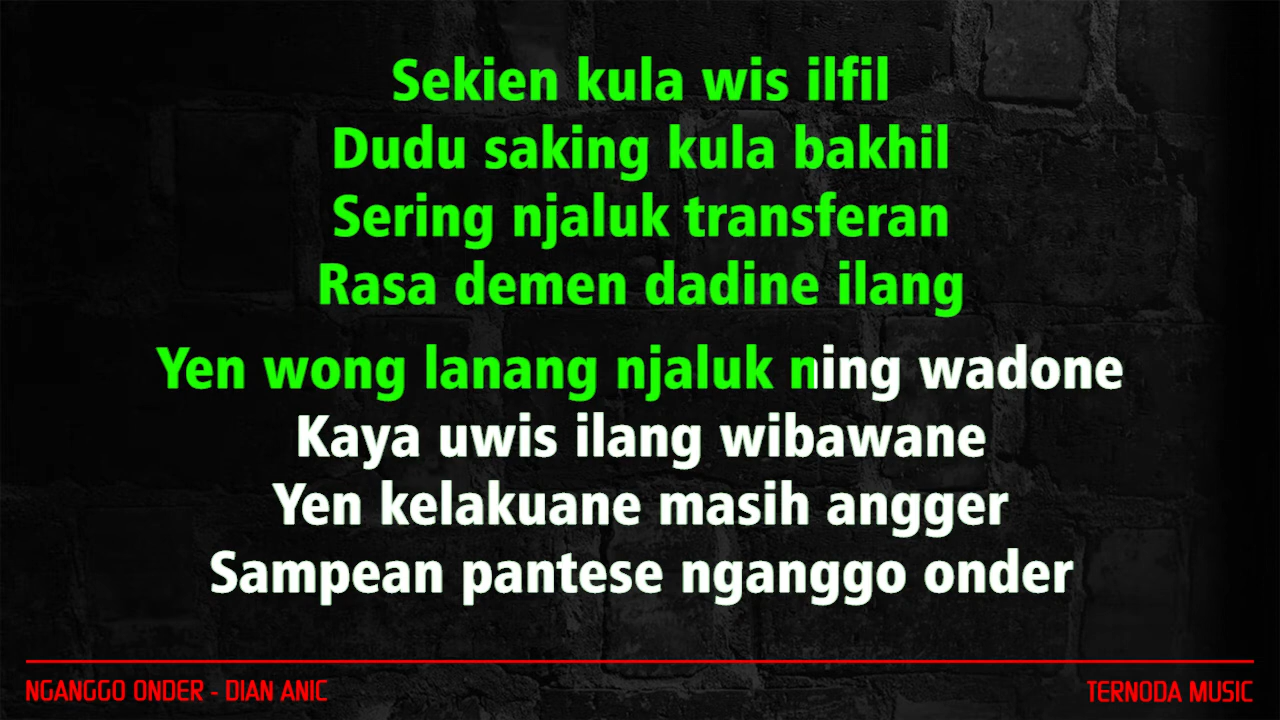 Sekien kula wis ilfil
Dudu saking kula bakhil
Sering njaluk transferan
Rasa demen dadine ilang
Yen wong lanang njaluk ning wadone
Kaya uwis ilang wibawane
Yen kelakuane masih angger
Sampean pantese nganggo onder
NGANGGO ONDER - DIAN ANIC
TERNODA MUSIC